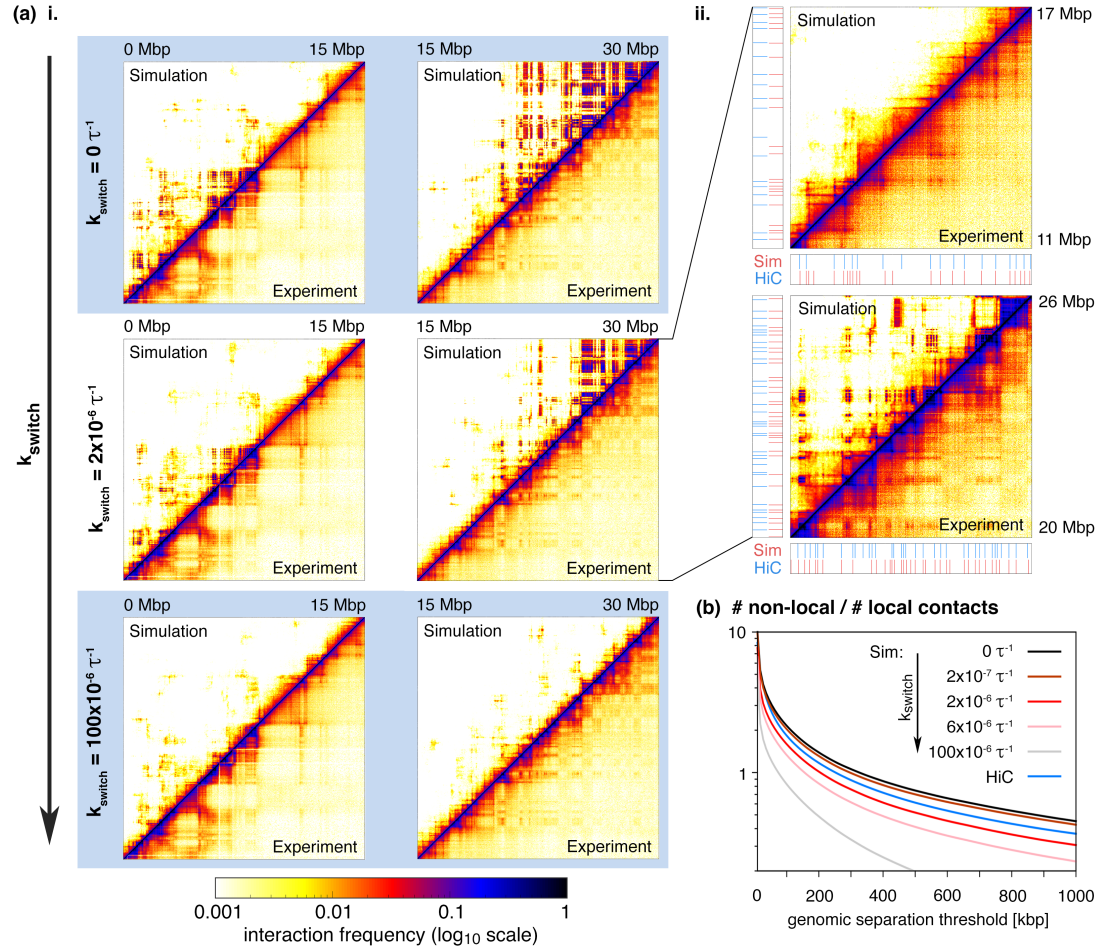 (a) i.
0 Mbp 15 Mbp
15 Mbp 30 Mbp
Simulation
Experiment
Simulation
Experiment
k_switch = 0 τ⁻¹
0 Mbp 15 Mbp
15 Mbp 30 Mbp
Simulation
Experiment
Simulation
Experiment
k_switch = 2x10⁻⁶ τ⁻¹
k_switch
0 Mbp 15 Mbp
15 Mbp 30 Mbp
Simulation
Experiment
Simulation
Experiment
k_switch = 100x10⁻⁶ τ⁻¹
0.001 0.01 0.1 1
interaction frequency (log₁₀ scale)
ii.
Simulation
17 Mbp
Experiment
11 Mbp
Sim
HiC
Simulation
26 Mbp
Experiment
20 Mbp
Sim
HiC
(b) # non-local / # local contacts
10
1
Sim:
k_switch
0 τ⁻¹
2x10⁻⁷ τ⁻¹
2x10⁻⁶ τ⁻¹
6x10⁻⁶ τ⁻¹
100x10⁻⁶ τ⁻¹
HiC
0 200 400 600 800 1000
genomic separation threshold [kbp]